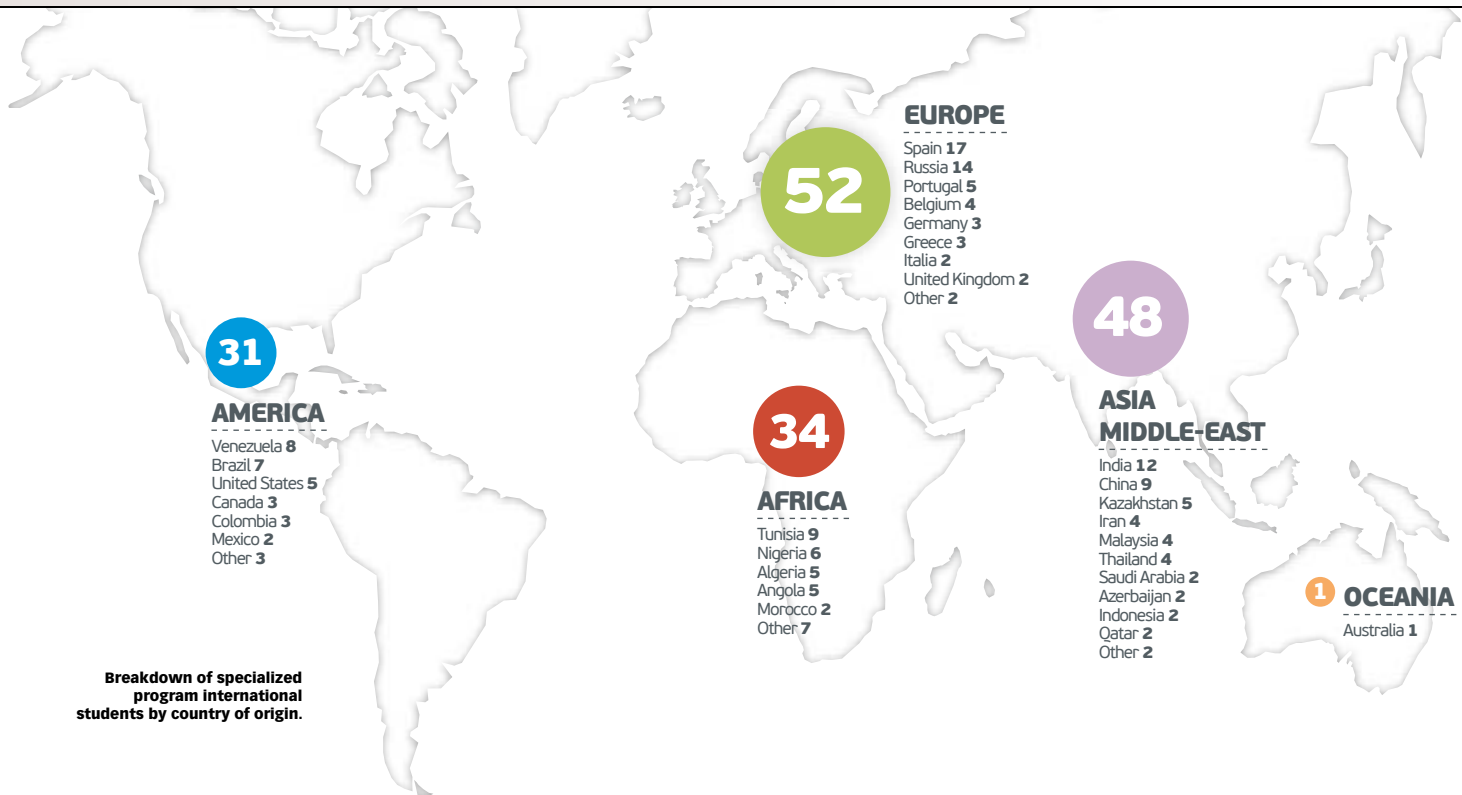 52
EUROPE
Spain 17
Russia 14
Portugal 5
Belgium 4
Germany 3
Greece 3
Italia 2
United Kingdom 2
Other 2
48
ASIA
MIDDLE-EAST
India 12
China 9
Kazakhstan 5
Iran 4
Malaysia 4
Thailand 4
Saudi Arabia 2
Azerbaijan 2
Indonesia 2
Qatar 2
Other 2
31
AMERICA
Venezuela 8
Brazil 7
United States 5
Canada 3
Colombia 3
Mexico 2
Other 3
34
AFRICA
Tunisia 9
Nigeria 6
Algeria 5
Angola 5
Morocco 2
Other 7
1 OCEANIA
Australia 1
Breakdown of specialized
program international
students by country of origin.